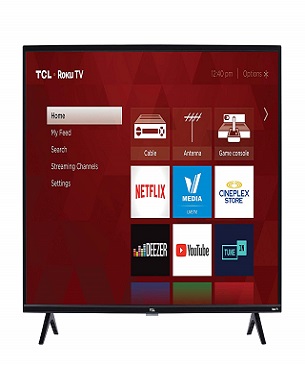 TCL • ROKU TV
12:40 pm | Options ✱
Home
My Feed
Search
Streaming Channels
Settings
Cable Antenna Game console
NETFLIX
V
MEDIA
CINEPLEX
STORE
DEEZER
YouTube
TUNE IN
TCL